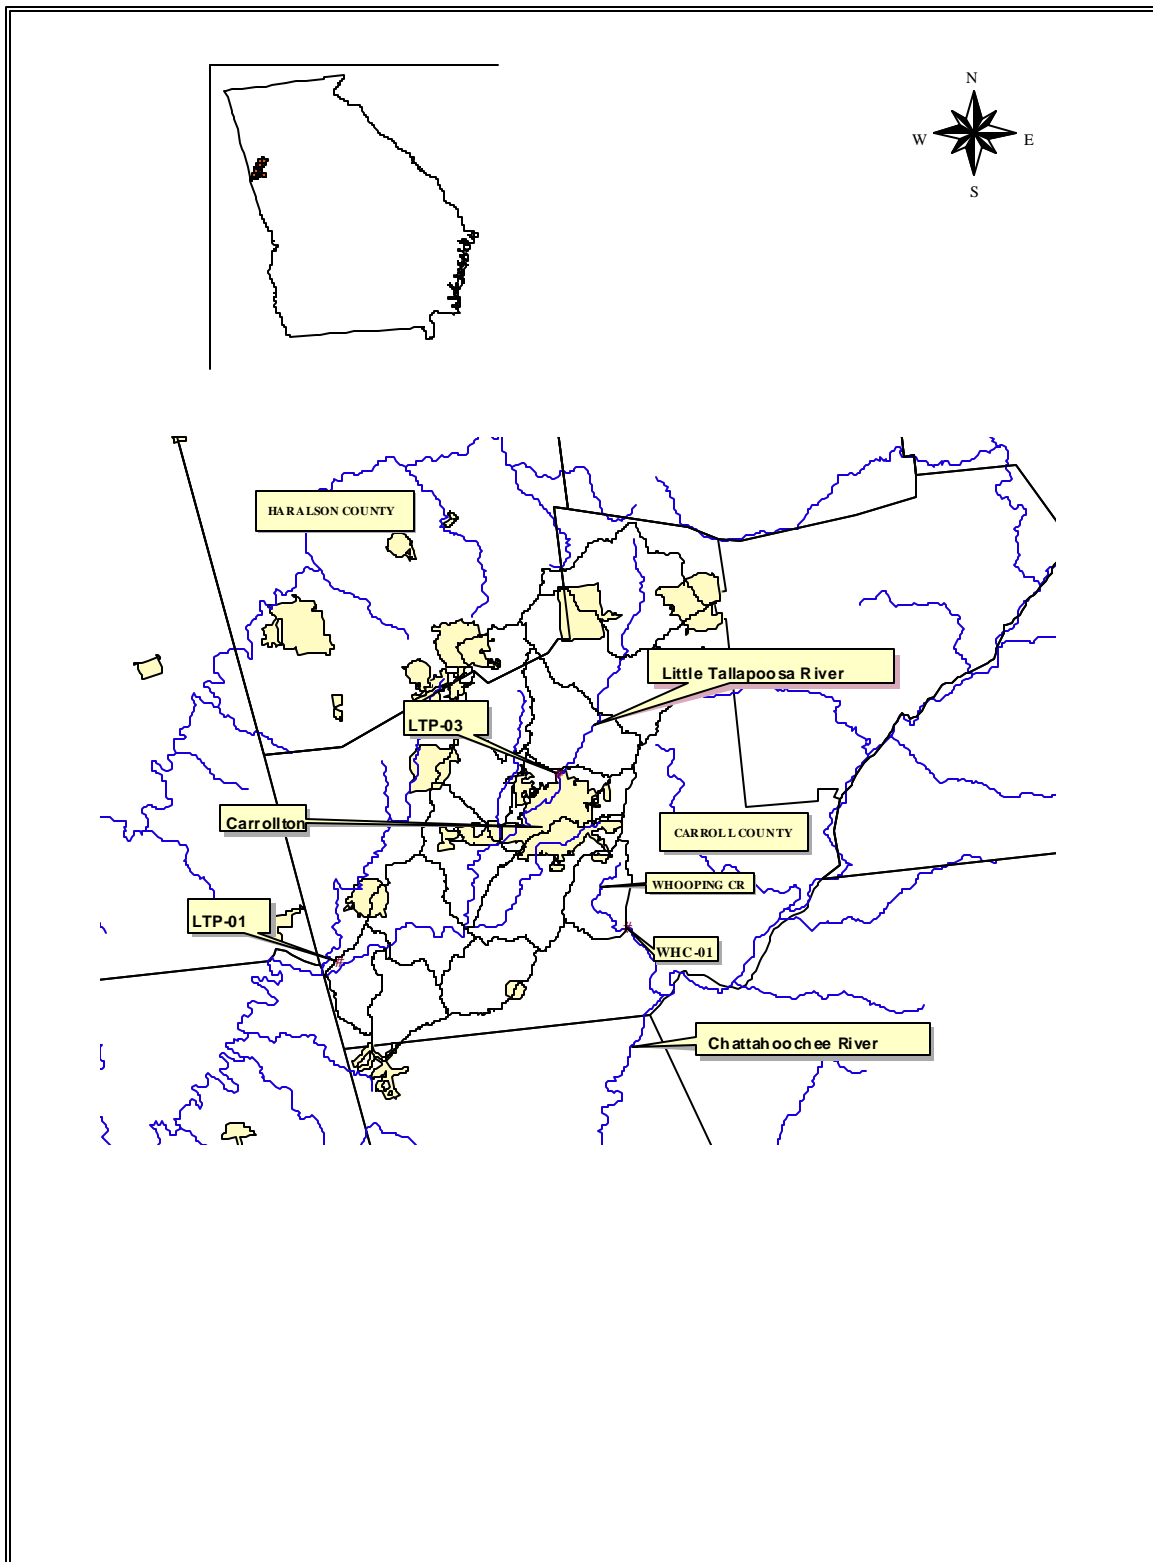 N
W
E
S
HARALSON COUNTY
Little Tallapoosa River
LTP-03
Carrollton
CARROLL COUNTY
WHOOPING CR
LTP-01
WHC-01
Chattahoochee River